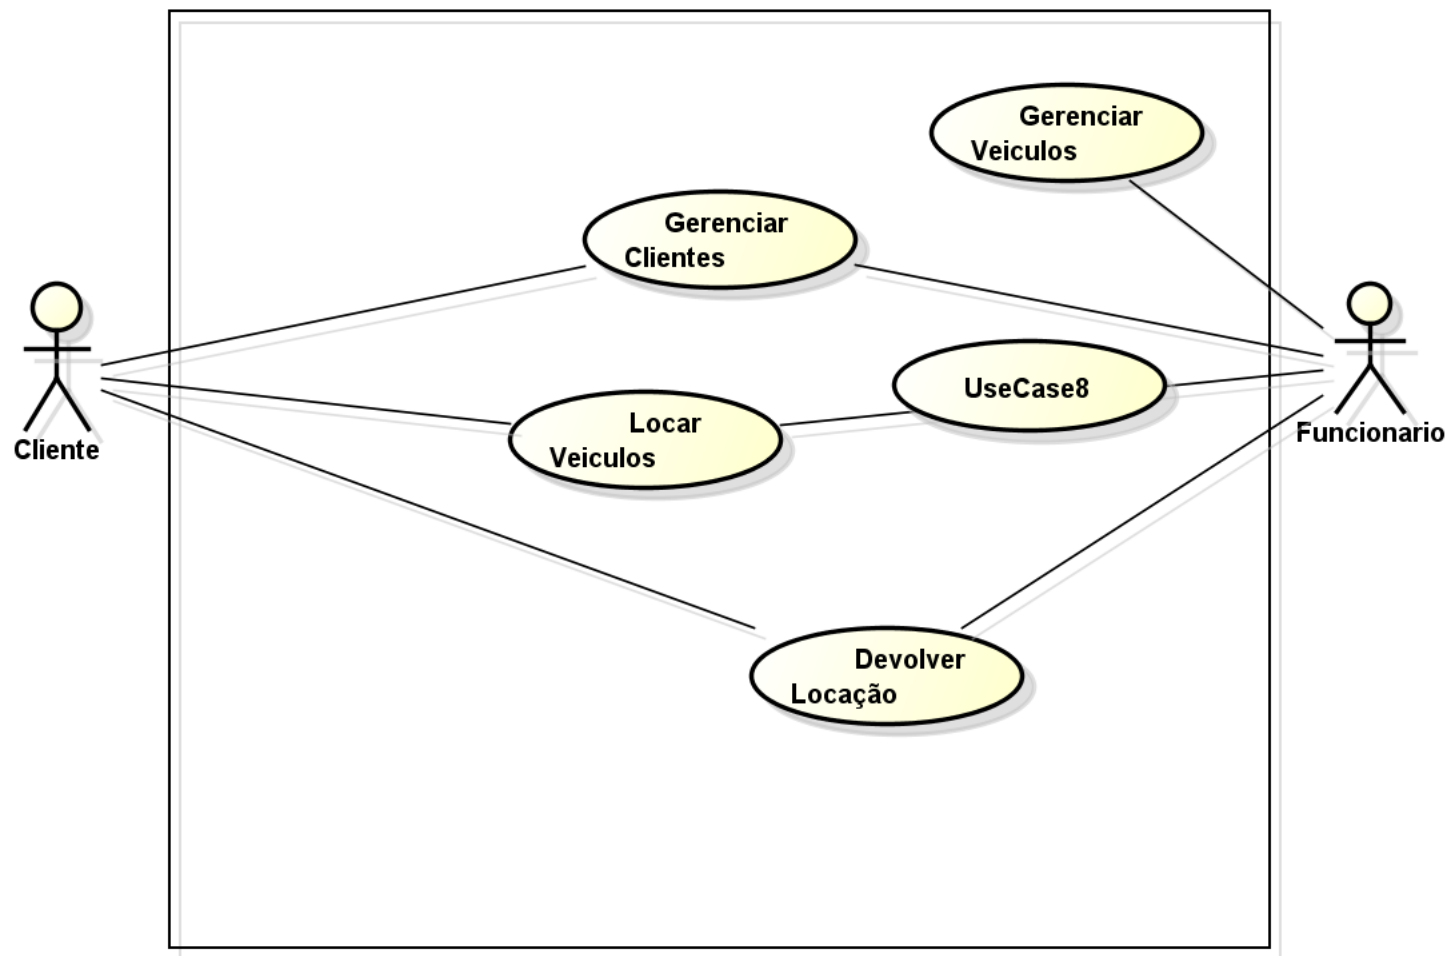 Gerenciar
Veiculos
Gerenciar
Clientes
UseCase8
Locar
Veiculos
Cliente
Funcionario
Devolver
Locação